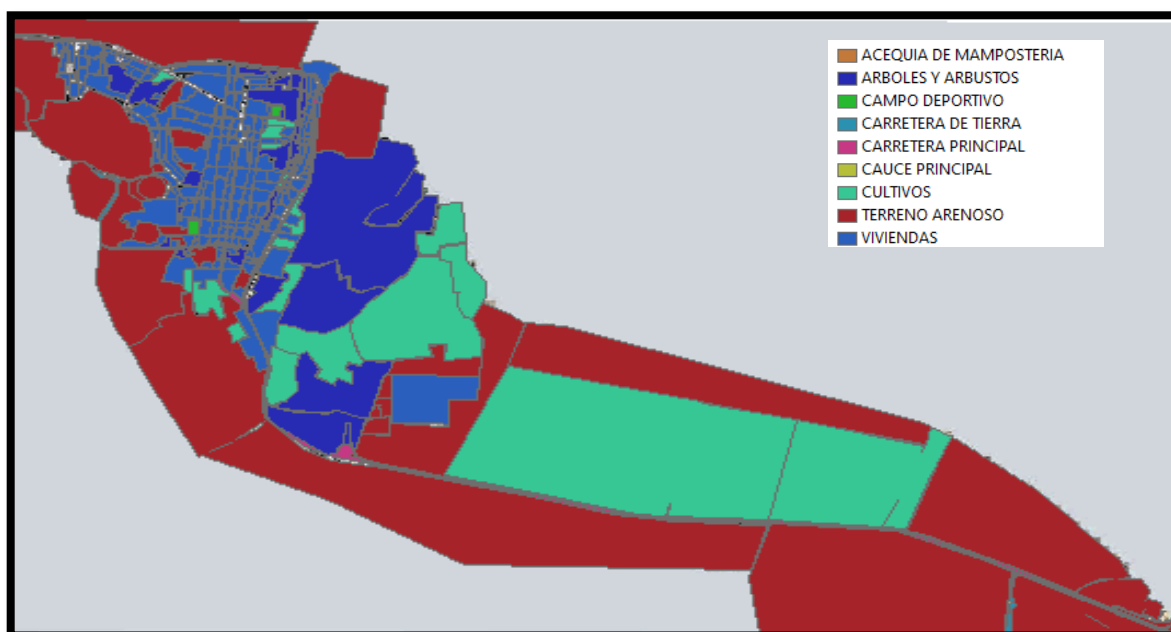 ACEQUIA DE MAMPOSTERIA
ARBOLES Y ARBUSTOS
CAMPO DEPORTIVO
CARRETERA DE TIERRA
CARRETERA PRINCIPAL
CAUCE PRINCIPAL
CULTIVOS
TERRENO ARENOSO
VIVIENDAS